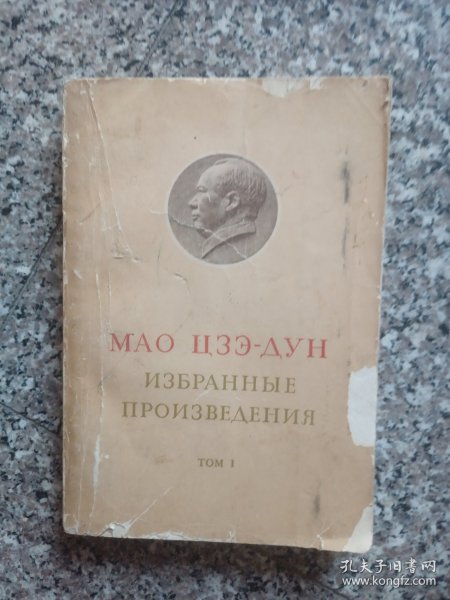 МАО ЦЗЭ-ДУН
ИЗБРАННЫЕ
ПРОИЗВЕДЕНИЯ
ТОМ I
孔夫子旧书网
www.kongfz.com